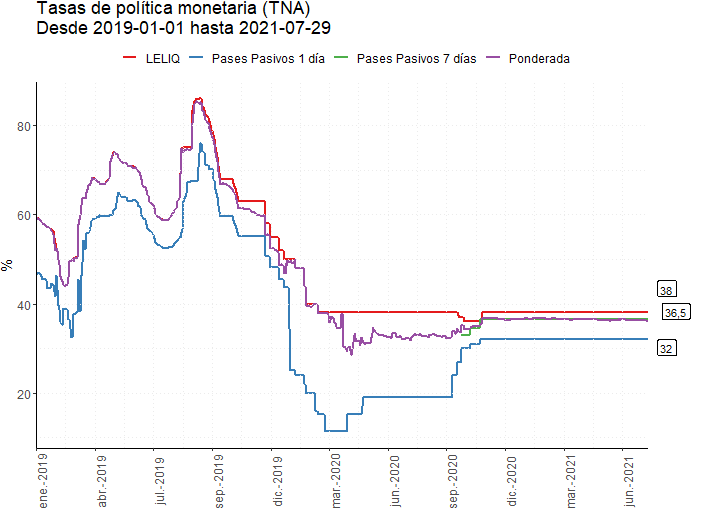 Tasas de política monetaria (TNA)
Desde 2019-01-01 hasta 2021-07-29
LELIQ Pases Pasivos 1 día Pases Pasivos 7 días Ponderada
%
80
60
40
20
38
36,5
32
ene.-2019
abr.-2019
jul.-2019
sep.-2019
dic.-2019
mar.-2020
jun.-2020
sep.-2020
dic.-2020
mar.-2021
jun.-2021